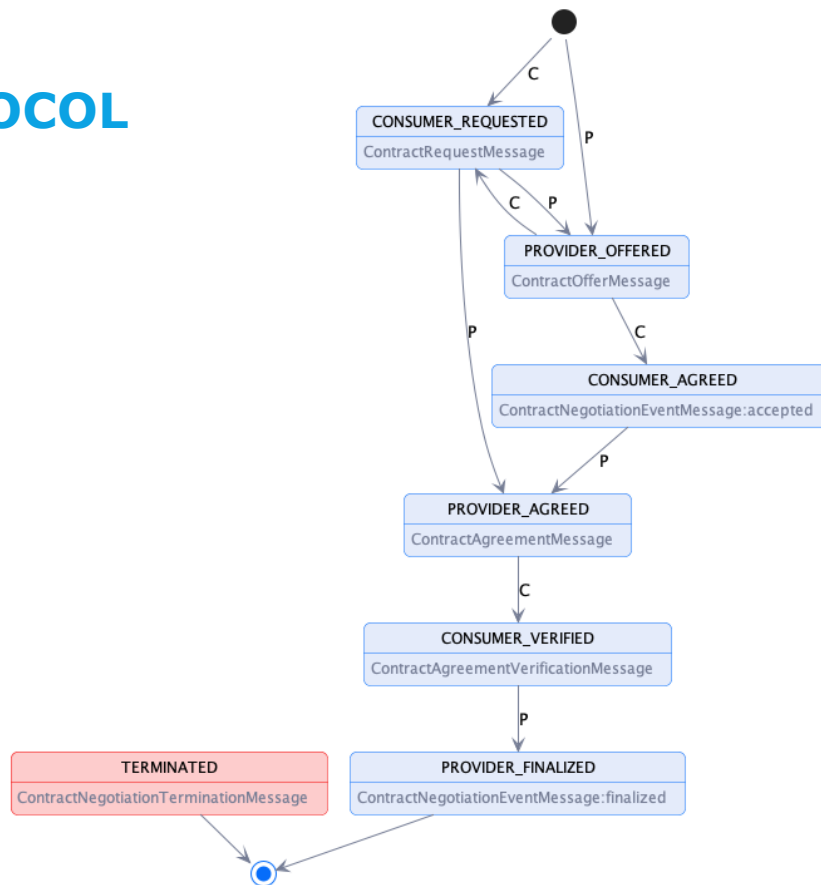 OCOL
C
CONSUMER_REQUESTED
ContractRequestMessage
P
C
P
PROVIDER_OFFERED
ContractOfferMessage
P
C
CONSUMER_AGREED
ContractNegotiationEventMessage:accepted
P
PROVIDER_AGREED
ContractAgreementMessage
C
CONSUMER_VERIFIED
ContractAgreementVerificationMessage
P
TERMINATED
ContractNegotiationTerminationMessage
PROVIDER_FINALIZED
ContractNegotiationEventMessage:finalized